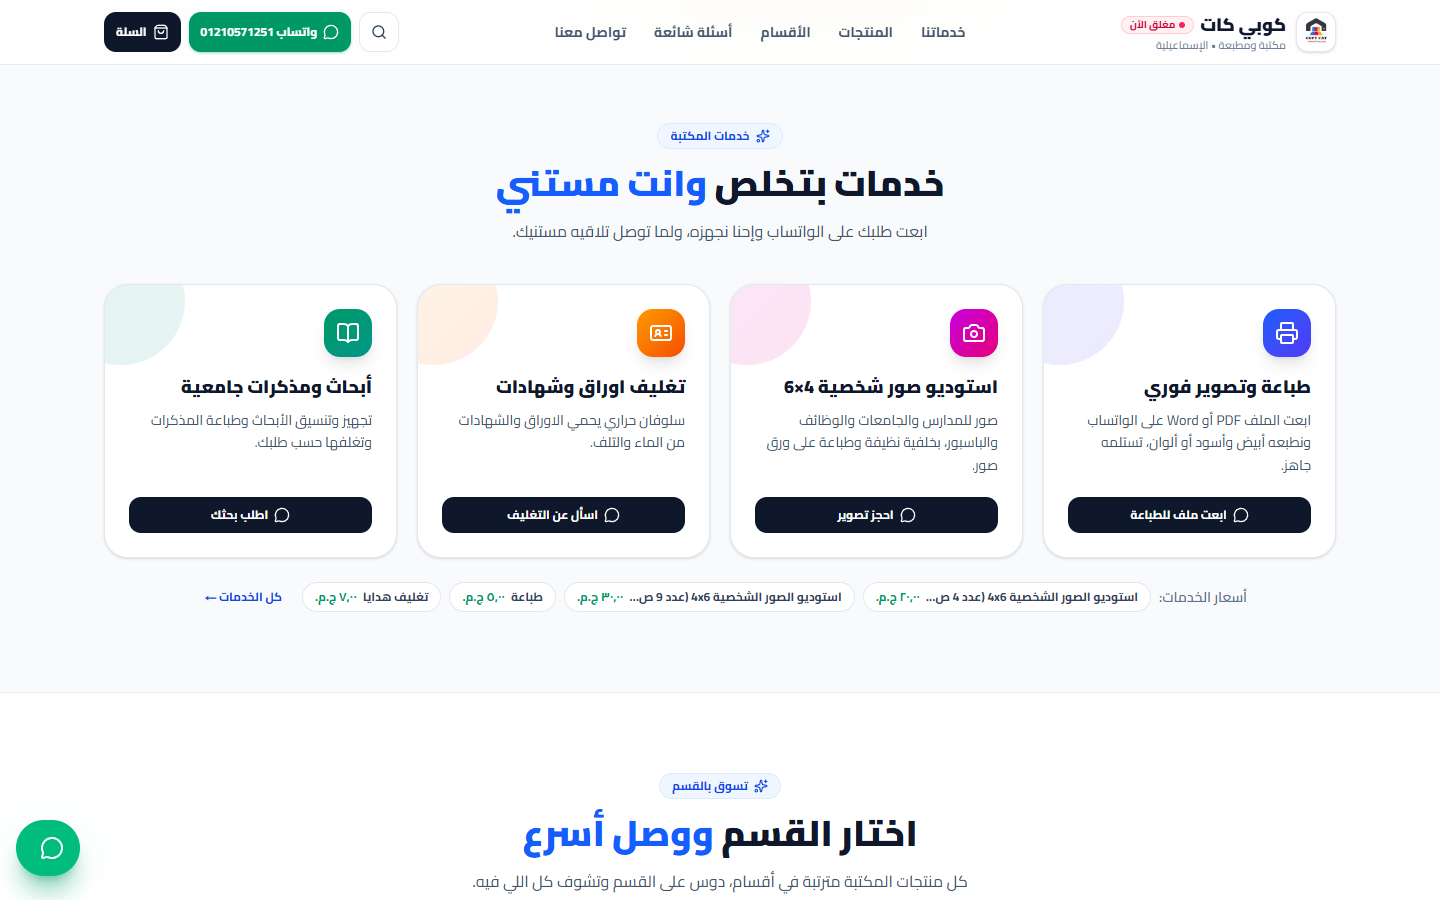 كوبي كات
مغلق الآن
مكتبة ومطبعة • الإسماعيلية
خدماتنا
المنتجات
الأقسام
أسئلة شائعة
تواصل معنا
واتساب 01210571251
السلة
خدمات المكتبة
خدمات بتخلص وانت مستني
ابعت طلبك على الواتساب وإحنا نجهزه، ولما توصل تلاقيه مستنيك.
طباعة وتصوير فوري
ابعت الملف PDF أو Word على الواتساب
ونطبعه أبيض وأسود أو ألوان، تستلمه
جاهز.
ابعت ملف للطباعة
استوديو صور شخصية 4×6
صور للمدارس والجامعات والوظائف
والباسبور، بخلفية نظيفة وطباعة على ورق
صور.
احجز تصوير
تغليف اوراق وشهادات
سلوفان حراري يحمي الاوراق والشهادات
من الماء والتلف.
اسأل عن التغليف
أبحاث ومذكرات جامعية
تجهيز وتنسيق الأبحاث وطباعة المذكرات
وتغلفها حسب طلبك.
اطلب بحثك
أسعار الخدمات:
استوديو الصور الشخصية 4x6 (عدد 4 ص... ٢٠,٠٠ ج.م.
استوديو الصور الشخصية 4x6 (عدد 9 ص... ٣٠,٠٠ ج.م.
طباعة ٥,٠٠ ج.م.
تغليف هدايا ٧,٠٠ ج.م.
كل الخدمات ←
تسوق بالقسم
اختار القسم ووصل أسرع
كل منتجات المكتبة مترتبة في أقسام، دوس على القسم وتشوف كل اللي فيه.